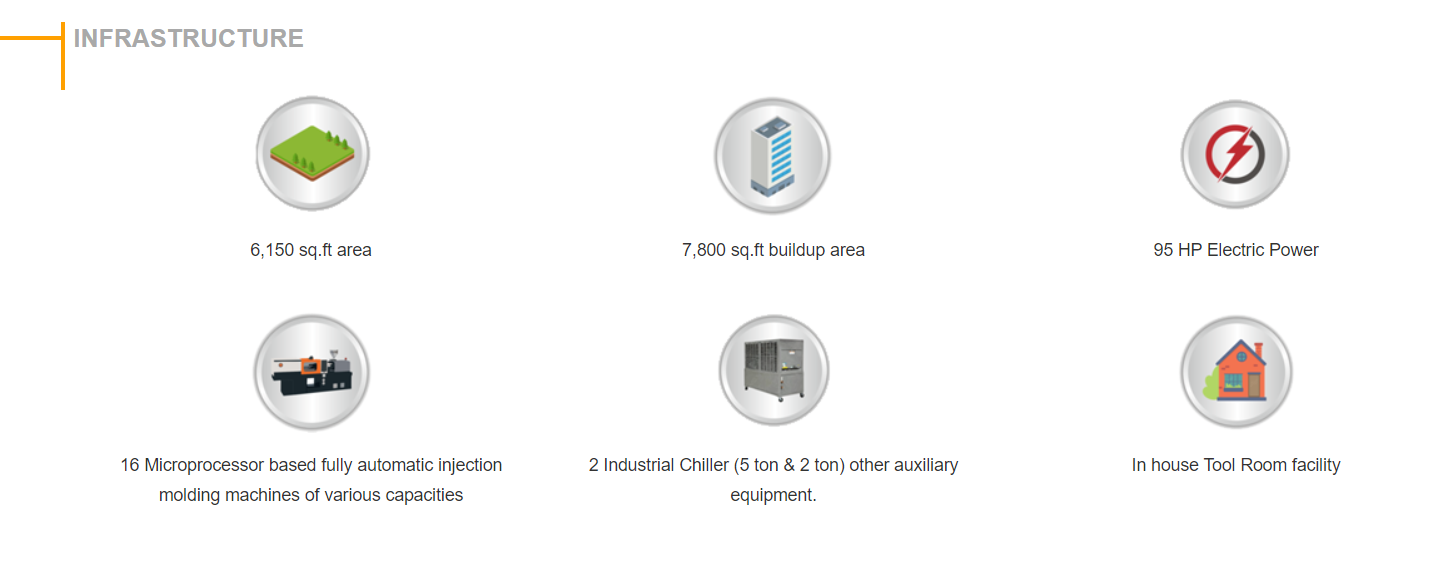 INFRASTRUCTURE
6,150 sq.ft area
7,800 sq.ft buildup area
95 HP Electric Power
16 Microprocessor based fully automatic injection
molding machines of various capacities
2 Industrial Chiller (5 ton & 2 ton) other auxiliary
equipment.
In house Tool Room facility